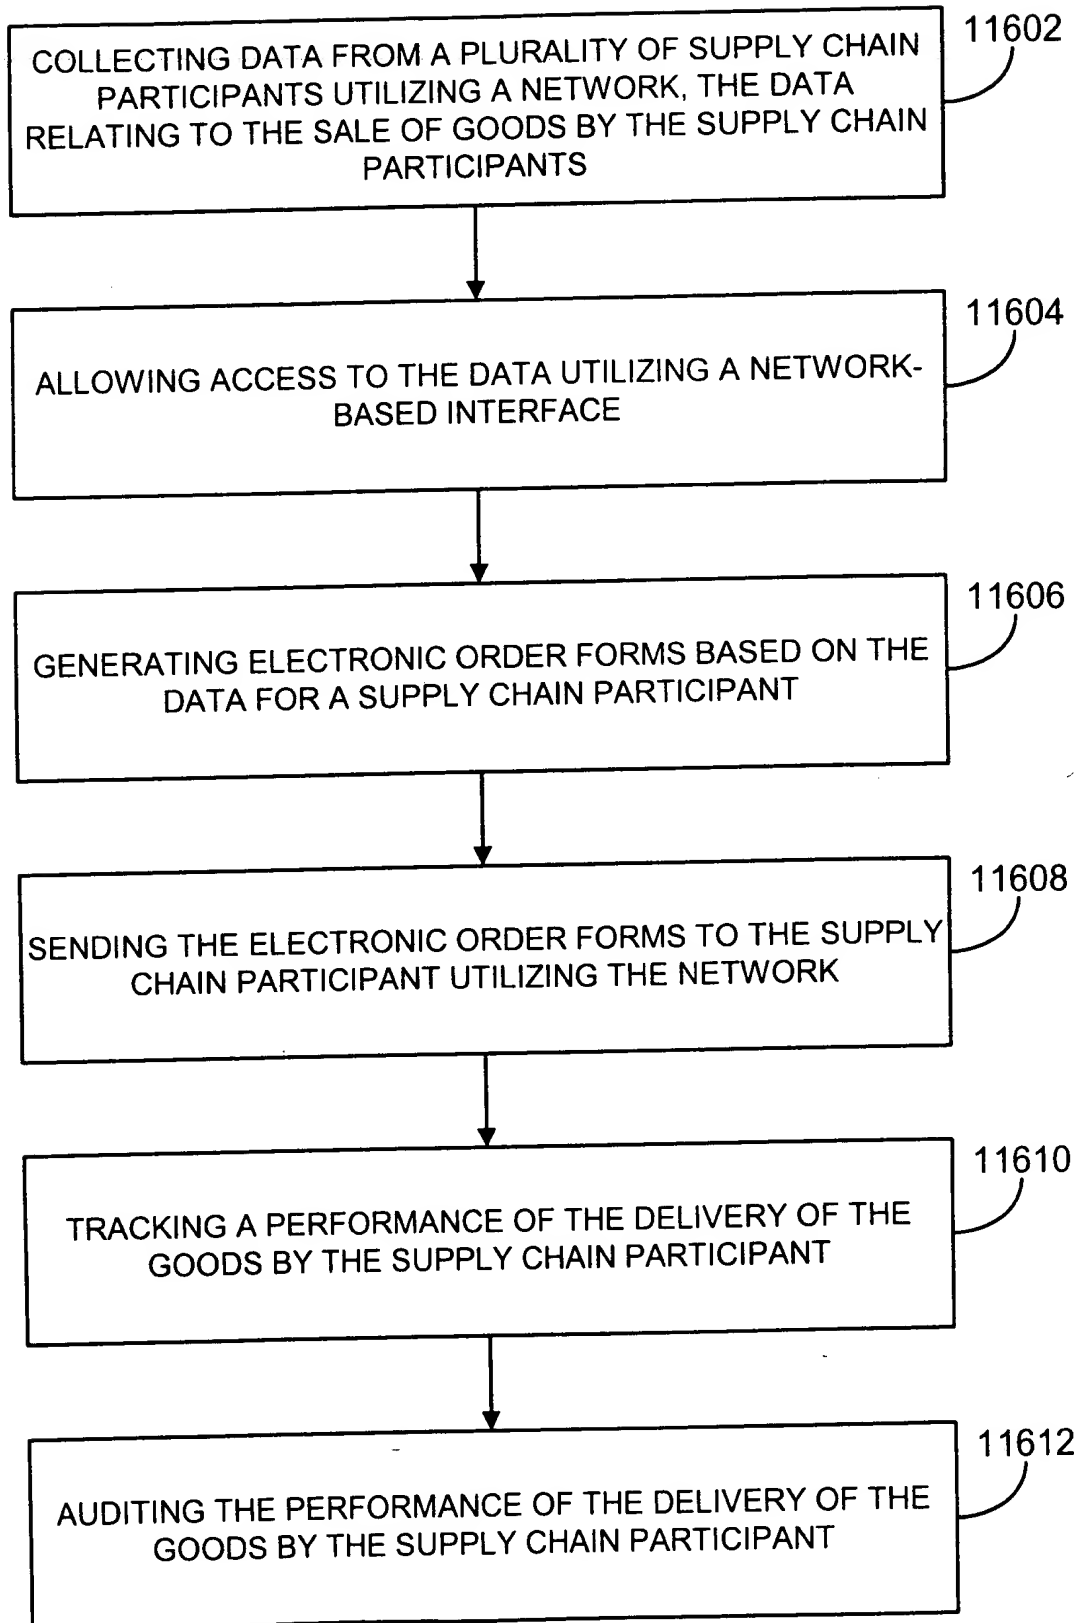 11602
COLLECTING DATA FROM A PLURALITY OF SUPPLY CHAIN
PARTICIPANTS UTILIZING A NETWORK, THE DATA
RELATING TO THE SALE OF GOODS BY THE SUPPLY CHAIN
PARTICIPANTS
11604
ALLOWING ACCESS TO THE DATA UTILIZING A NETWORK-
BASED INTERFACE
11606
GENERATING ELECTRONIC ORDER FORMS BASED ON THE
DATA FOR A SUPPLY CHAIN PARTICIPANT
11608
SENDING THE ELECTRONIC ORDER FORMS TO THE SUPPLY
CHAIN PARTICIPANT UTILIZING THE NETWORK
11610
TRACKING A PERFORMANCE OF THE DELIVERY OF THE
GOODS BY THE SUPPLY CHAIN PARTICIPANT
11612
AUDITING THE PERFORMANCE OF THE DELIVERY OF THE
GOODS BY THE SUPPLY CHAIN PARTICIPANT